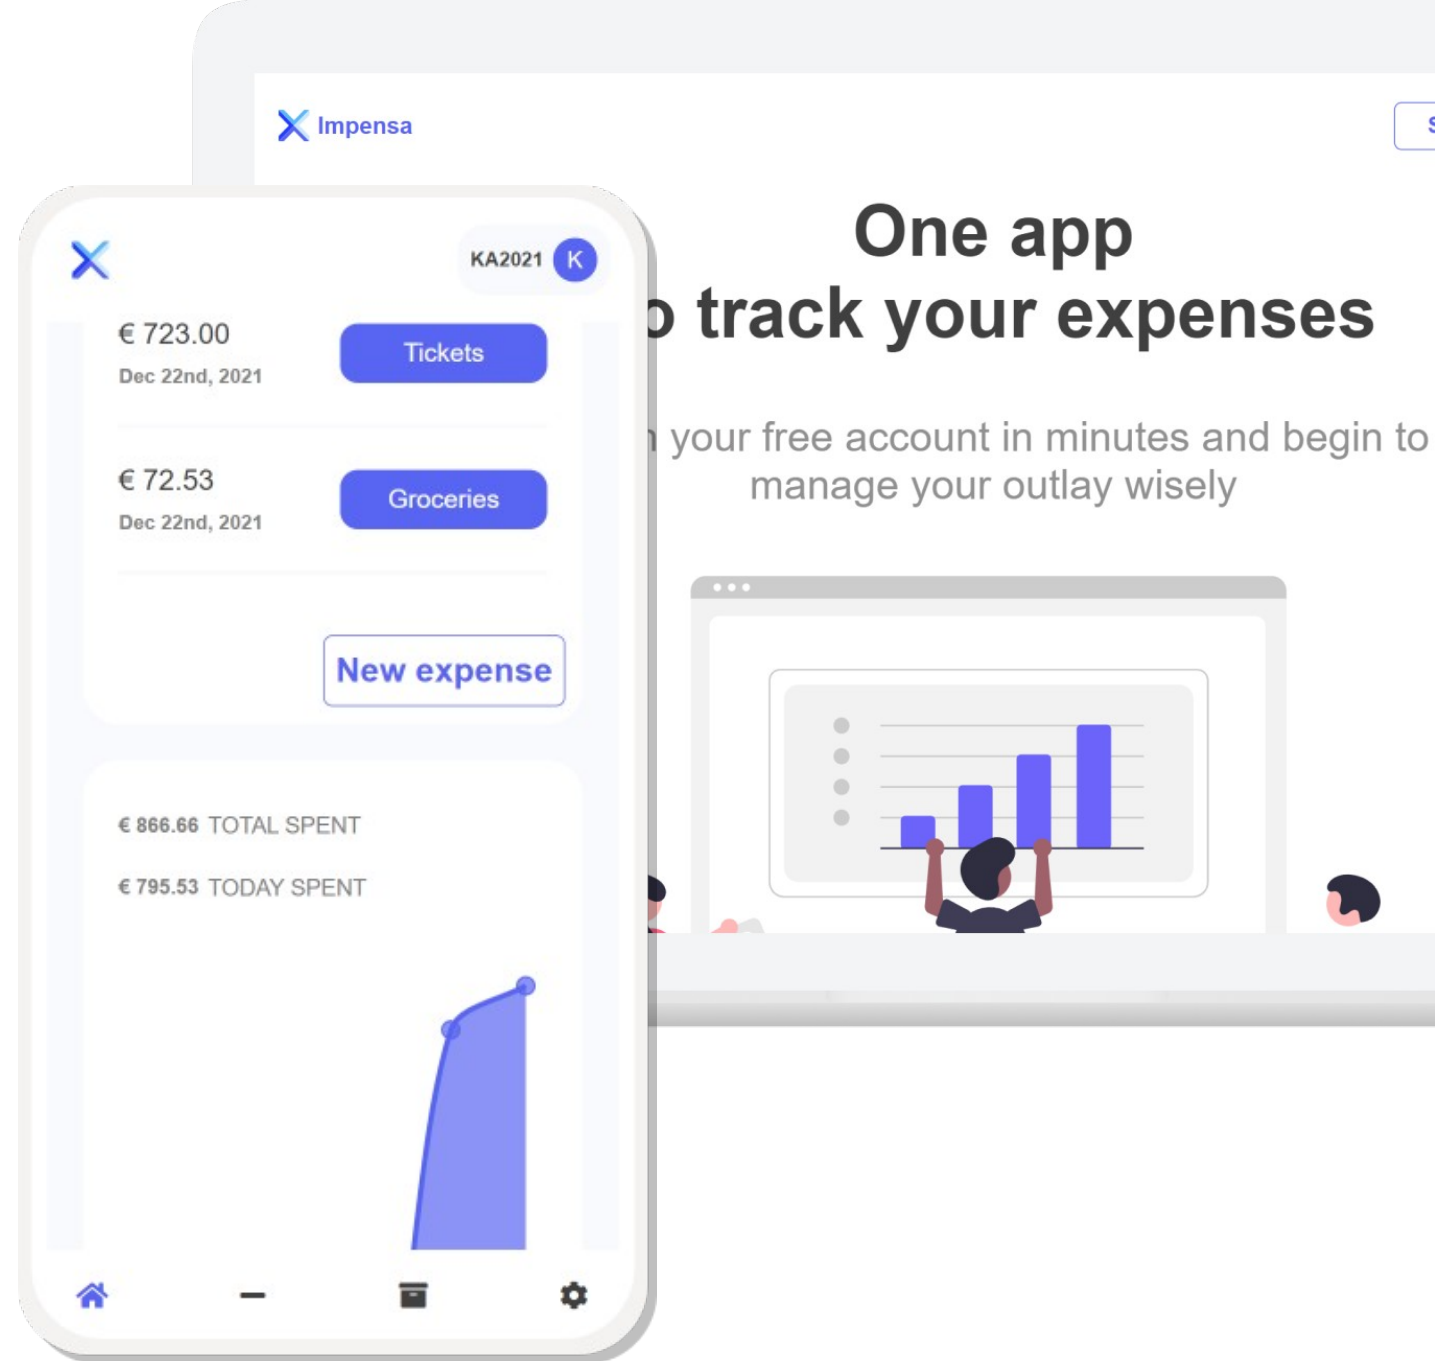 Impensa
One app
track your expenses
your free account in minutes and begin to
manage your outlay wisely
KA2021 K
€ 723.00
Dec 22nd, 2021
Tickets
€ 72.53
Dec 22nd, 2021
Groceries
New expense
€ 866.66 TOTAL SPENT
€ 795.53 TODAY SPENT